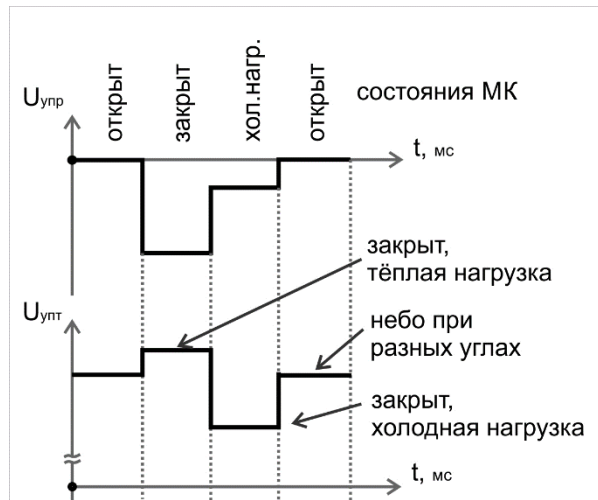 открыт
закрыт
хол.нагр.
открыт
состояния МК
Uупр
t, мс
закрыт,
тёплая нагрузка
Uупт
небо при
разных углах
закрыт,
холодная нагрузка
t, мс